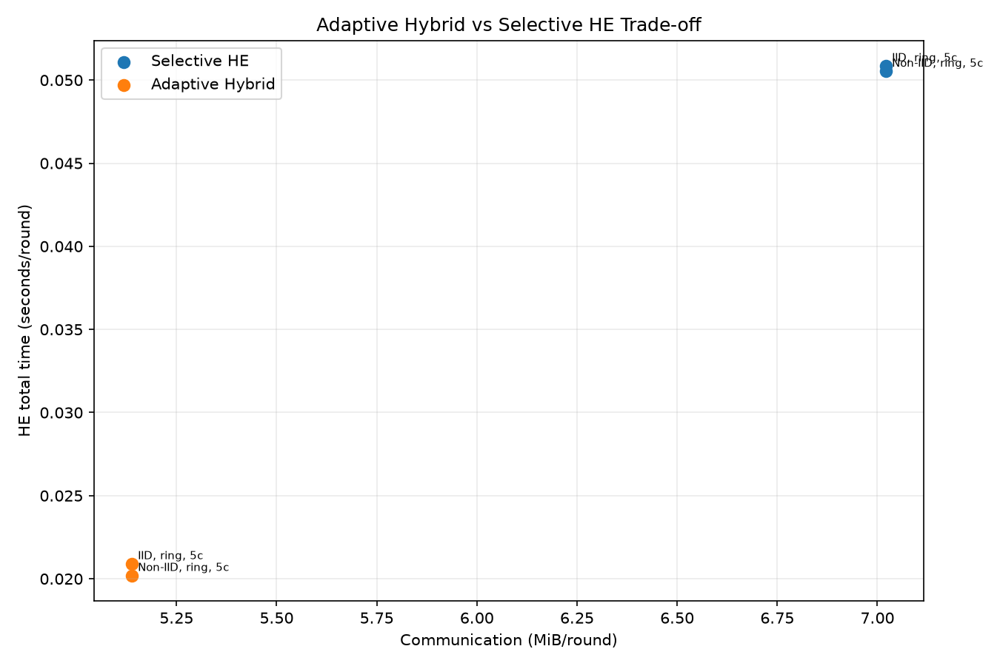 Adaptive Hybrid vs Selective HE Trade-off
Selective HE
Adaptive Hybrid
IID, ring, 5c
Non-IID, ring, 5c
IID, ring, 5c
Non-IID, ring, 5c
HE total time (seconds/round)
0.050
0.045
0.040
0.035
0.030
0.025
0.020
5.25 5.50 5.75 6.00 6.25 6.50 6.75 7.00
Communication (MiB/round)